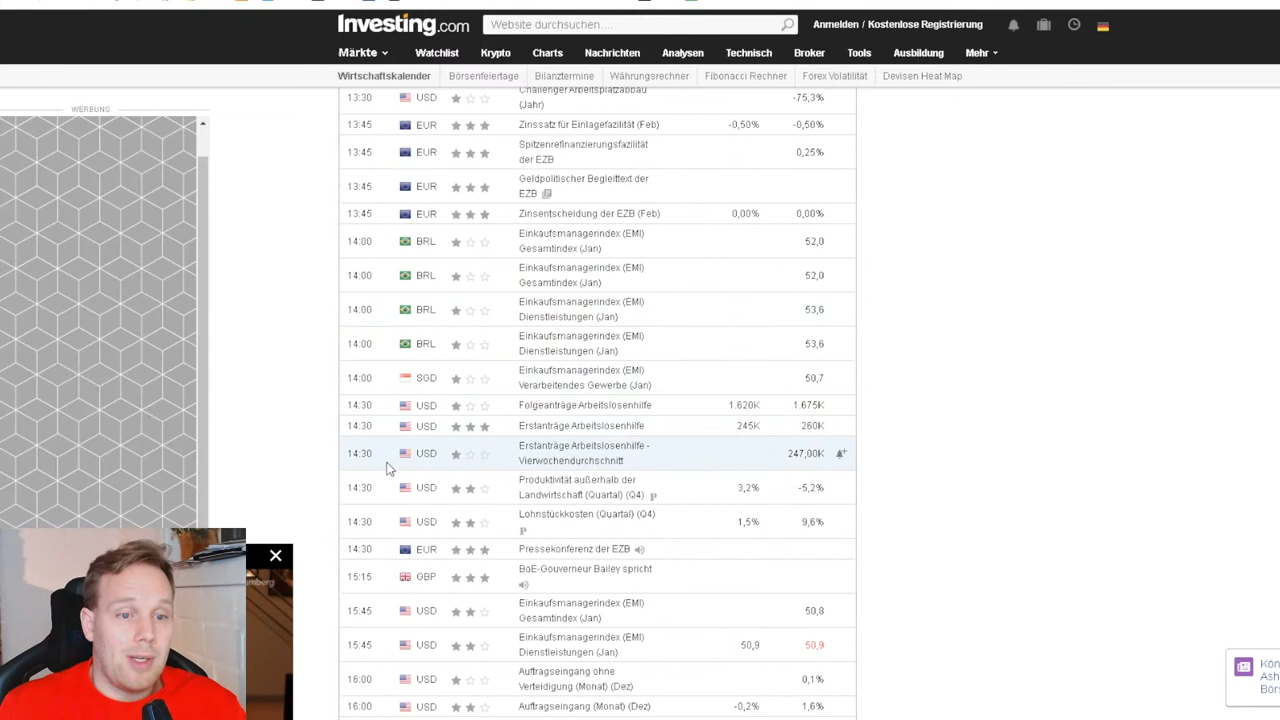 Investing.com
Website durchsuchen....
Anmelden / Kostenlose Registrierung
Märkte
Watchlist
Krypto
Charts
Nachrichten
Analysen
Technisch
Broker
Tools
Ausbildung
Mehr
Wirtschaftskalender
Börsenfeiertage
Bilanztermine
Währungsrechner
Fibonacci Rechner
Forex Volatilität
Devisen Heat Map
WERBUNG
13:30 USD Challenger Arbeitsplatzabbau -75,3%
(Jahr)
13:45 EUR Zinssatz für Einlagefazilität (Feb) -0,50% -0,50%
13:45 EUR Spitzenrefinanzierungsfazilität 0,25%
der EZB
13:45 EUR Geldpolitischer Begleittext der
EZB
13:45 EUR Zinsentscheidung der EZB (Feb) 0,00% 0,00%
14:00 BRL Einkaufsmanagerindex (EMI) 52,0
Gesamtindex (Jan)
14:00 BRL Einkaufsmanagerindex (EMI) 52,0
Gesamtindex (Jan)
14:00 BRL Einkaufsmanagerindex (EMI) 53,6
Dienstleistungen (Jan)
14:00 BRL Einkaufsmanagerindex (EMI) 53,6
Dienstleistungen (Jan)
14:00 SGD Einkaufsmanagerindex (EMI) 50,7
Verarbeitendes Gewerbe (Jan)
14:30 USD Folgeanträge Arbeitslosenhilfe 1.620K 1.675K
14:30 USD Erstanträge Arbeitslosenhilfe 245K 260K
14:30 USD Erstanträge Arbeitslosenhilfe - 247,00K
Vierwochendurchschnitt
14:30 USD Produktivität außerhalb der 3,2% -5,2%
Landwirtschaft (Quartal) (Q4) P
14:30 USD Lohnstückkosten (Quartal) (Q4) 1,5% 9,6%
P
14:30 EUR Pressekonferenz der EZB
15:15 GBP BoE-Gouverneur Bailey spricht
15:45 USD Einkaufsmanagerindex (EMI) 50,8
Gesamtindex (Jan)
15:45 USD Einkaufsmanagerindex (EMI) 50,9 50,9
Dienstleistungen (Jan)
16:00 USD Auftragseingang ohne 0,1%
Verteidigung (Monat) (Dez)
16:00 USD Auftragseingang (Monat) (Dez) -0,2% 1,6%
omberg
Kön
Ash
Börs